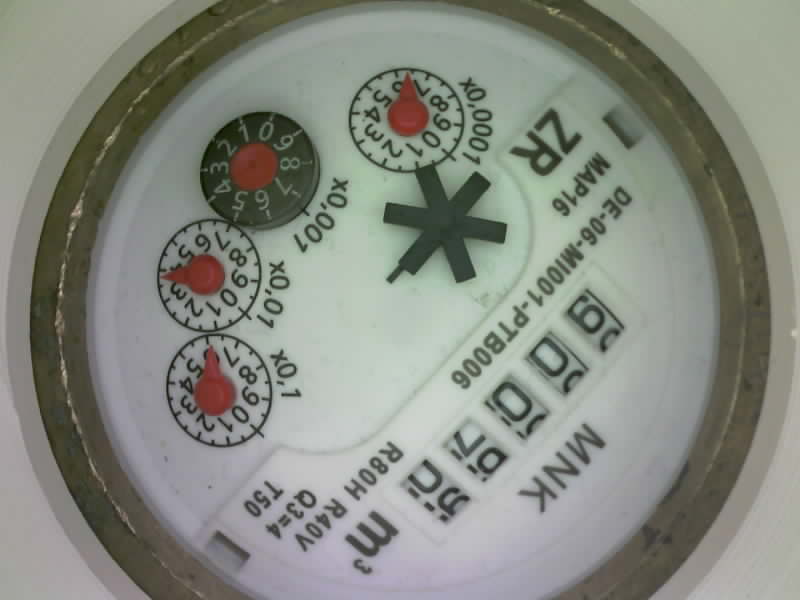 MNK
m³
DE-06-MI001-PTB006
MAP16
ZR
R80H R40V
Q3=4
T50
x0,1
x0,01
x0,001
x0,0001